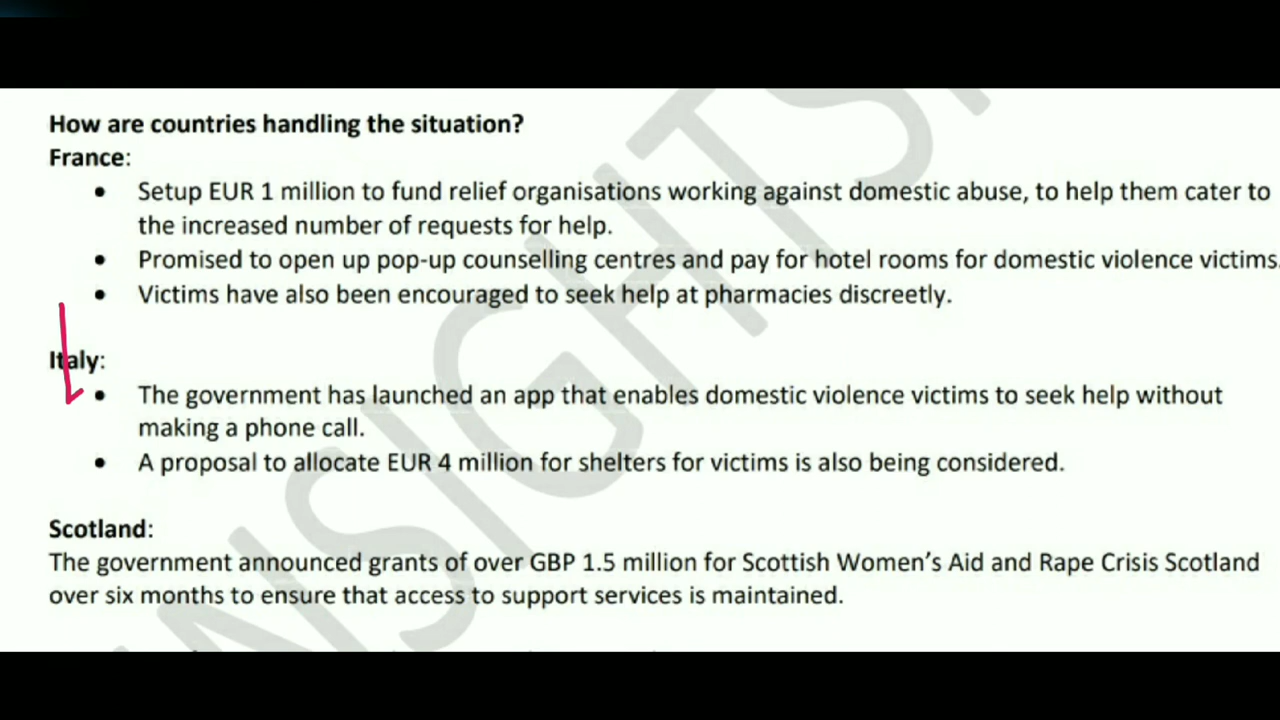 How are countries handling the situation?
France:
• Setup EUR 1 million to fund relief organisations working against domestic abuse, to help them cater to
the increased number of requests for help.
• Promised to open up pop-up counselling centres and pay for hotel rooms for domestic violence victims.
• Victims have also been encouraged to seek help at pharmacies discreetly.
Italy:
• The government has launched an app that enables domestic violence victims to seek help without
making a phone call.
• A proposal to allocate EUR 4 million for shelters for victims is also being considered.
Scotland:
The government announced grants of over GBP 1.5 million for Scottish Women's Aid and Rape Crisis Scotland
over six months to ensure that access to support services is maintained.
INSIGHTS